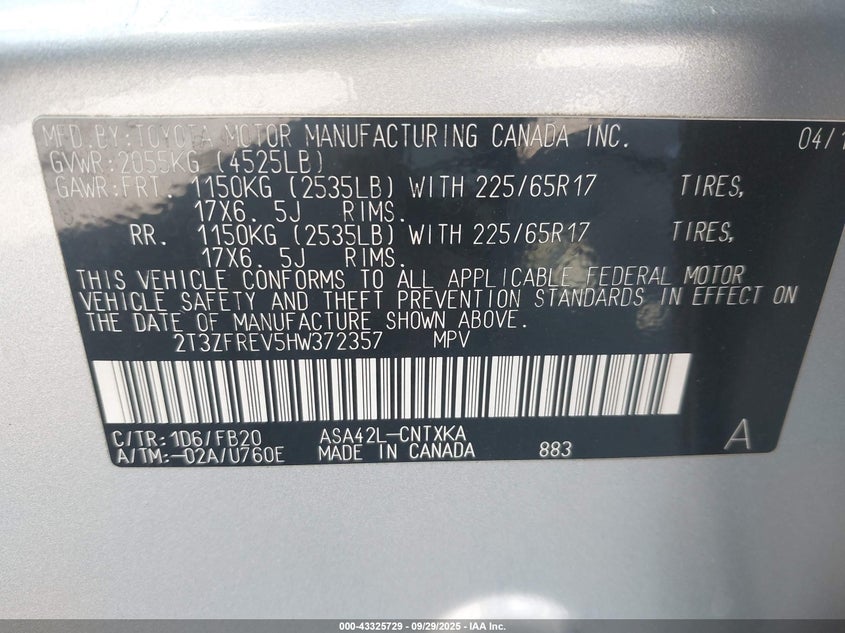 MFD.BY:TOYOTA MOTOR MANUFACTURING CANADA INC. 04/1
GVWR:2055KG (4525LB)
GAWR:FRT. 1150KG (2535LB) WITH 225/65R17 TIRES,
17X6. 5J RIMS.
RR. 1150KG (2535LB) WITH 225/65R17 TIRES,
17X6. 5J RIMS.
THIS VEHICLE CONFORMS TO ALL APPLICABLE FEDERAL MOTOR
VEHICLE SAFETY AND THEFT PREVENTION STANDARDS IN EFFECT ON
THE DATE OF MANUFACTURE SHOWN ABOVE.
2T3ZFREV5HW372357 MPV
C/TR:1D6/FB20 ASA42L-CNTXKA A
A/TM:-02A/U760E MADE IN CANADA 883
000-43325729 - 09/29/2025 - IAA Inc.